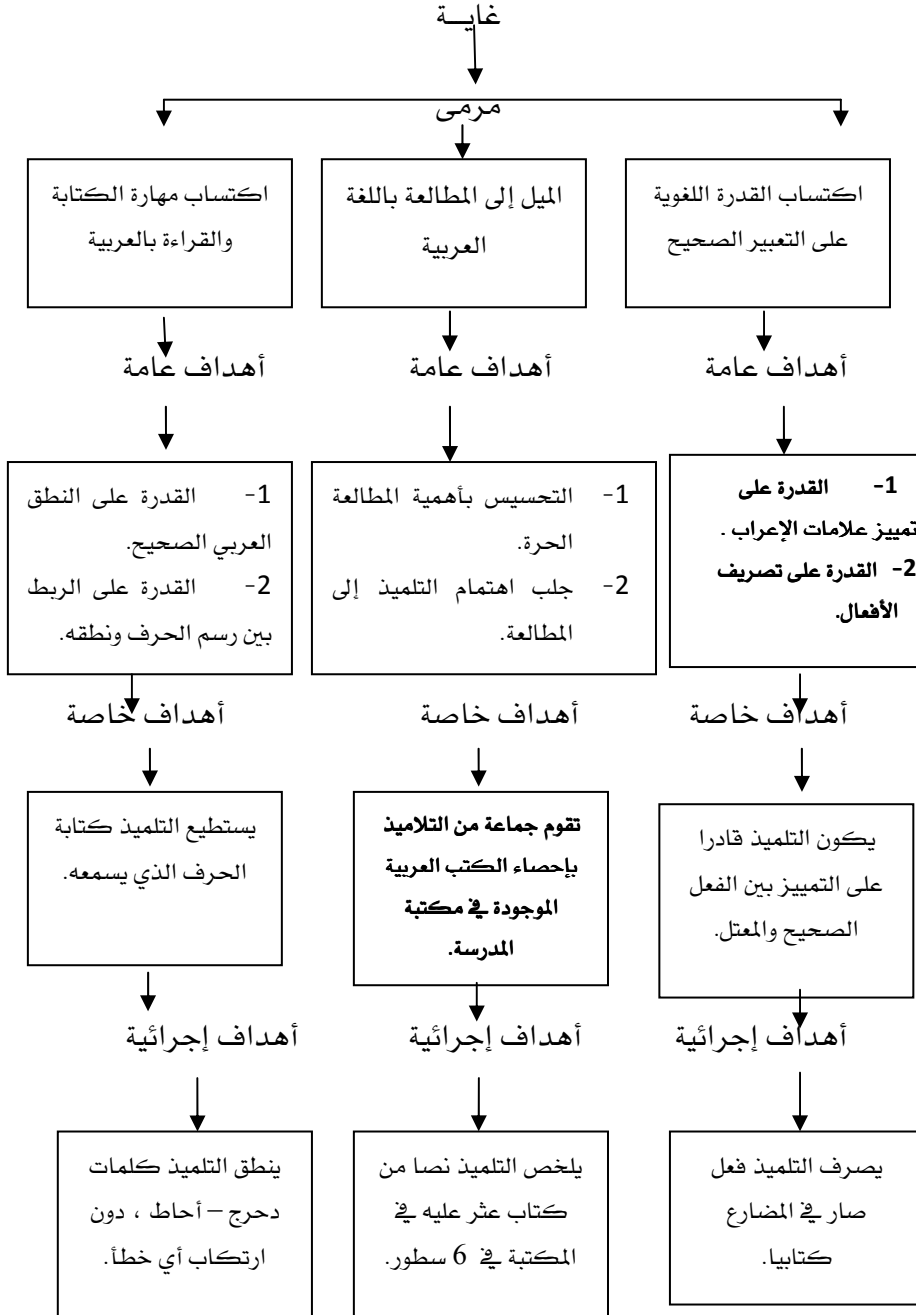 غايــة
مرمى
اكتساب القدرة اللغوية
على التعبير الصحيح
الميل إلى المطالعة باللغة
العربية
اكتساب مهارة الكتابة
والقراءة بالعربية
أهداف عامة
أهداف عامة
أهداف عامة
1- القدرة على
تمييز علامات الإعراب .
2- القدرة على تصريف
الأفعال.
1- التحسيس بأهمية المطالعة
الحرة.
2- جلب اهتمام التلميذ إلى
المطالعة.
1- القدرة على النطق
العربي الصحيح.
2- القدرة على الربط
بين رسم الحرف ونطقه.
أهداف خاصة
أهداف خاصة
أهداف خاصة
يكون التلميذ قادرا
على التمييز بين الفعل
الصحيح والمعتل.
تقوم جماعة من التلاميذ
بإحصاء الكتب العربية
الموجودة في مكتبة
المدرسة.
يستطيع التلميذ كتابة
الحرف الذي يسمعه.
أهداف إجرائية
أهداف إجرائية
أهداف إجرائية
يصرف التلميذ فعل
صار في المضارع
كتابيا.
يلخص التلميذ نصا من
كتاب عثر عليه في
المكتبة في 6 سطور.
ينطق التلميذ كلمات
دحرج – أحاط ، دون
ارتكاب أي خطأ.